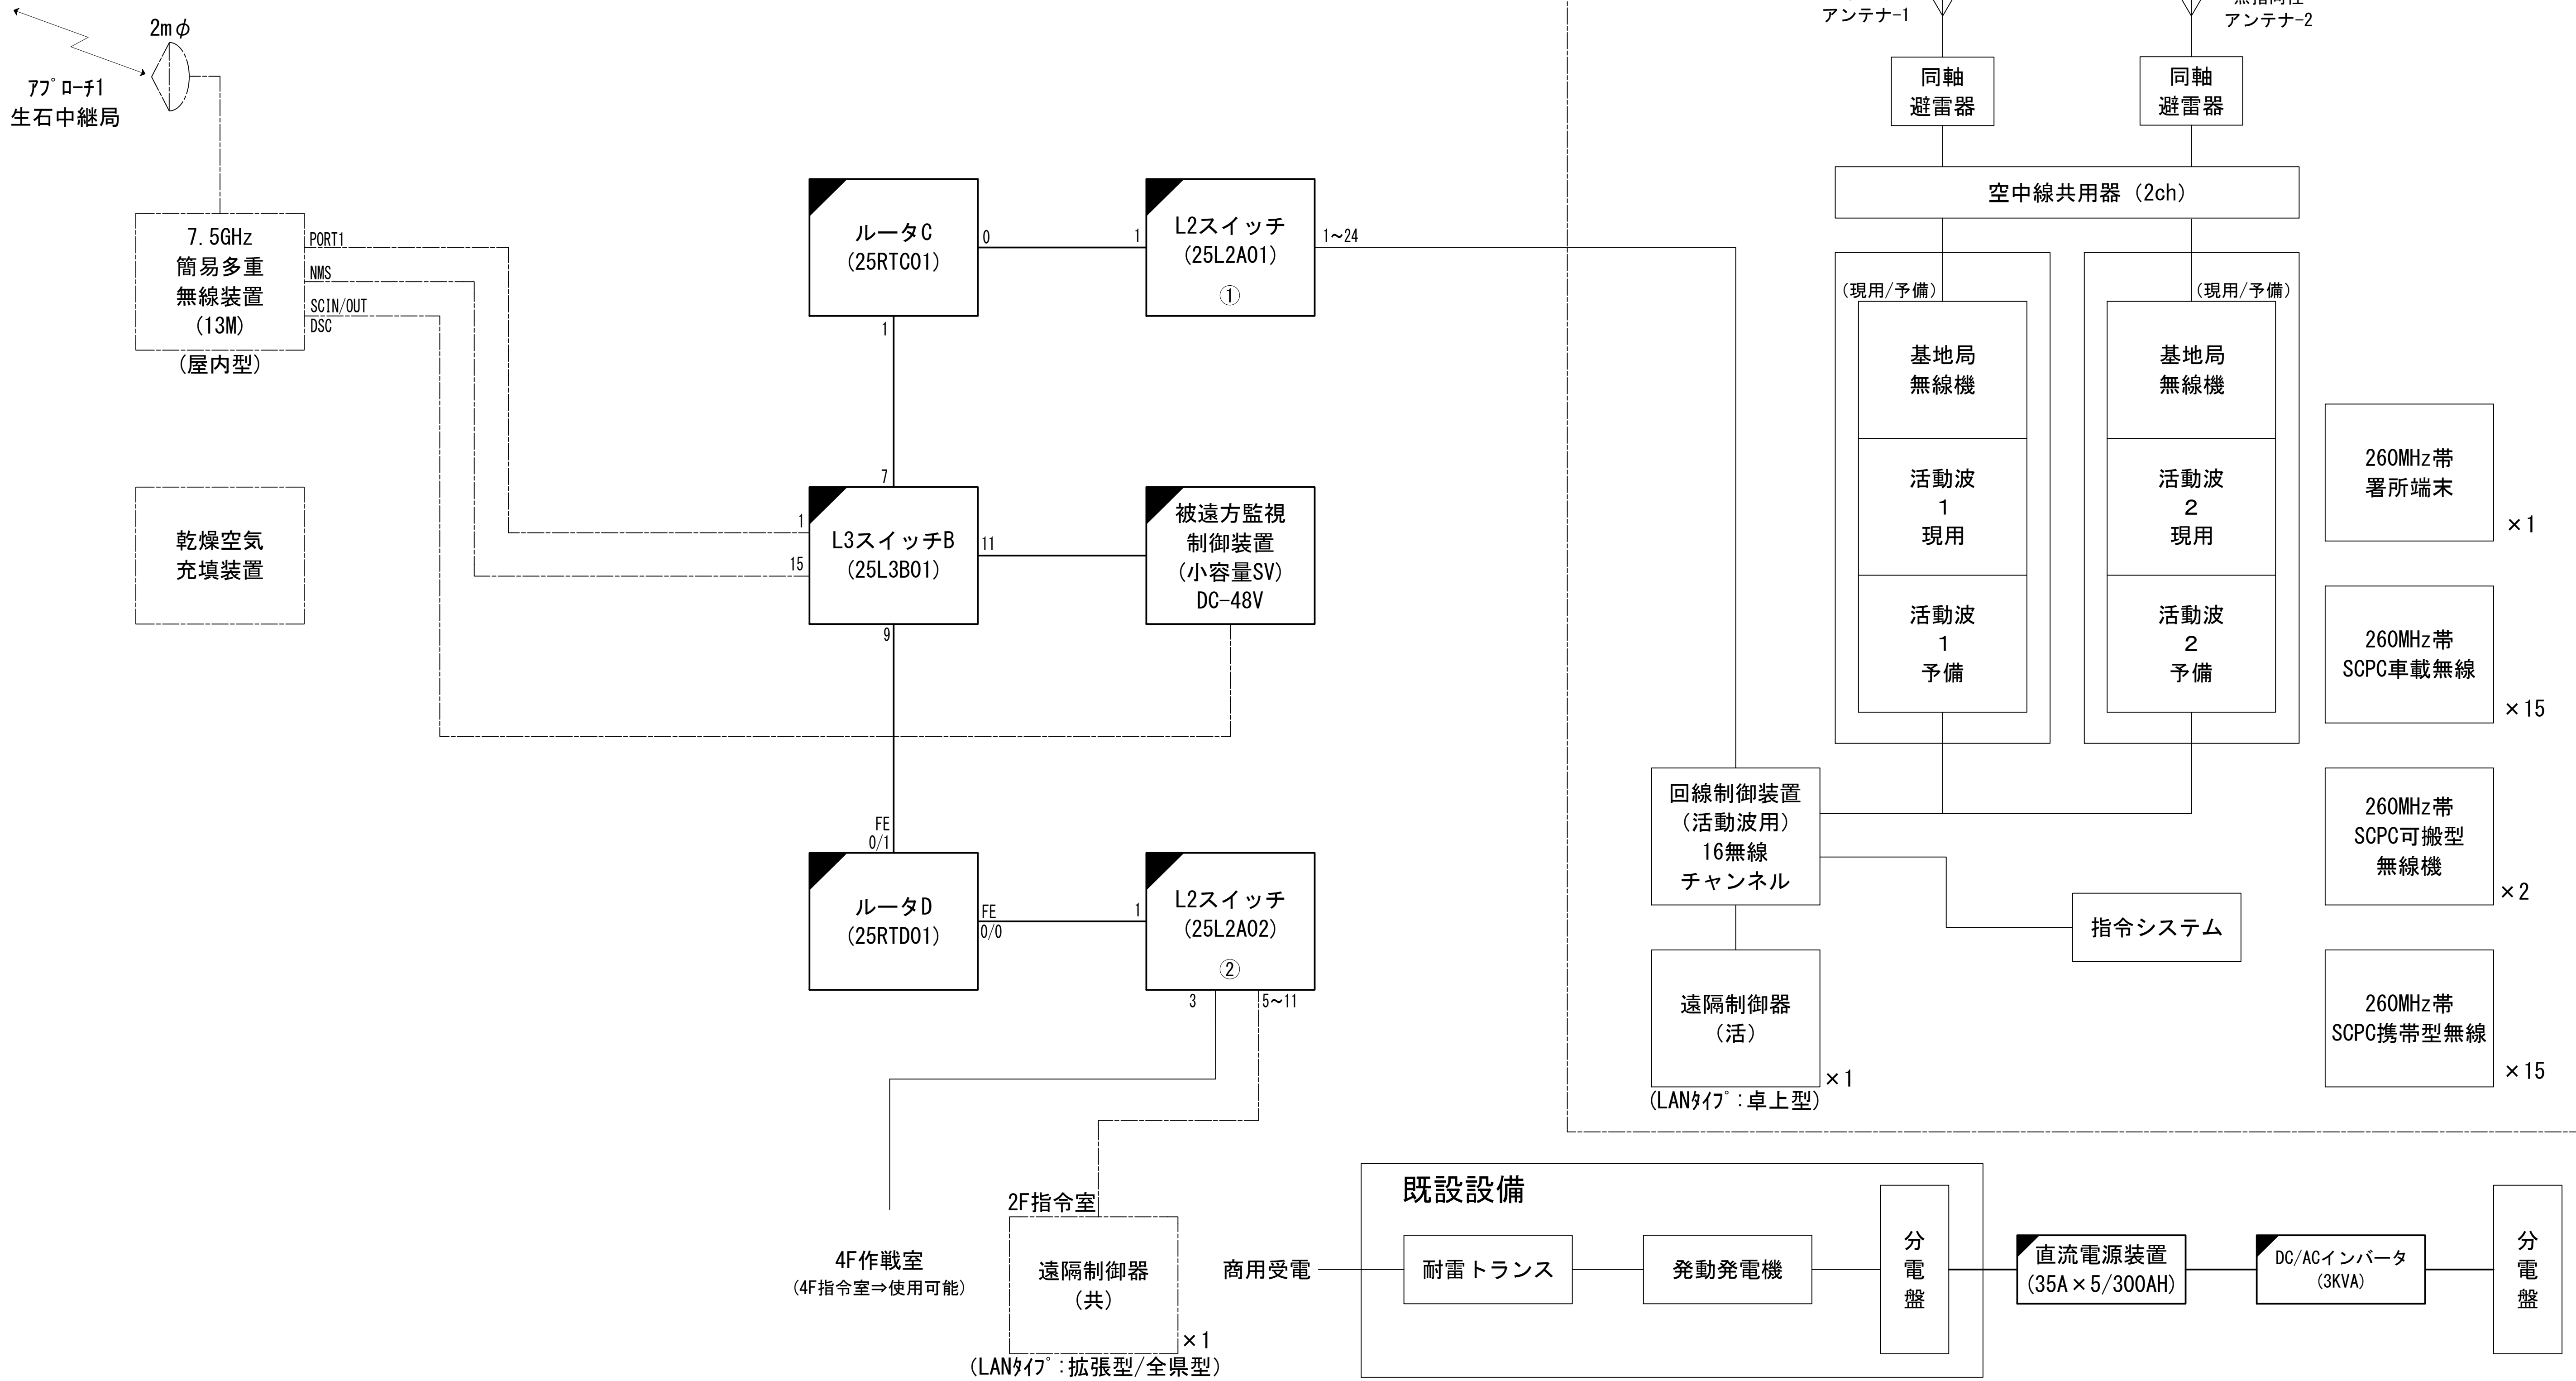 2mφ
ｱﾌﾟﾛｰﾁ1
生石中継局
7.5GHz
簡易多重
無線装置
(13M)
(屋内型)
PORT1
NMS
SCIN/OUT
DSC
乾燥空気
充填装置
ルータC
(25RTC01)
0
1
1
L2スイッチ
(25L2A01)
①
1~24
7
1
15
L3スイッチB
(25L3B01)
11
9
被遠方監視
制御装置
(小容量SV)
DC-48V
FE
0/1
ルータD
(25RTD01)
FE
0/0
1
L2スイッチ
(25L2A02)
②
3
5~11
4F作戦室
(4F指令室⇒使用可能)
2F指令室
遠隔制御器
(共)
×1
(LANﾀｲﾌﾟ:拡張型/全県型)
アンテナ-1
アンテナ-2
同軸
避雷器
同軸
避雷器
空中線共用器 (2ch)
(現用/予備)
基地局
無線機
活動波
1
現用
活動波
1
予備
(現用/予備)
基地局
無線機
活動波
2
現用
活動波
2
予備
260MHz帯
署所端末
×1
260MHz帯
SCPC車載無線
×15
260MHz帯
SCPC可搬型
無線機
×2
260MHz帯
SCPC携帯型無線
×15
回線制御装置
(活動波用)
16無線
チャンネル
指令システム
遠隔制御器
(活)
×1
(LANﾀｲﾌﾟ:卓上型)
既設設備
商用受電
耐雷トランス
発動発電機
分電盤
直流電源装置
(35A×5/300AH)
DC/ACインバータ
(3KVA)
分電盤